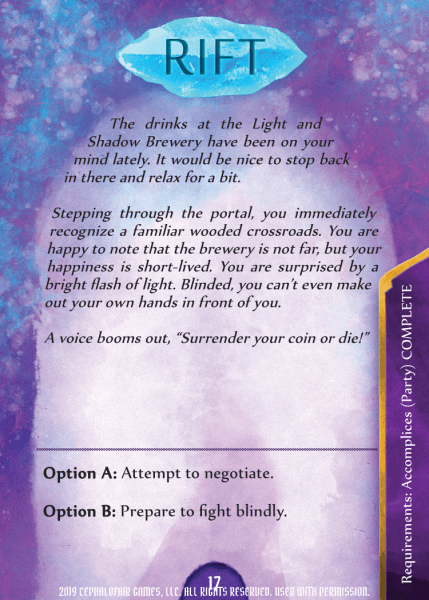 RIFT
The drinks at the Light and
Shadow Brewery have been on your
mind lately. It would be nice to stop back
in there and relax for a bit.
Stepping through the portal, you immediately
recognize a familiar wooded crossroads. You are
happy to note that the brewery is not far, but your
happiness is short-lived. You are surprised by a
bright flash of light. Blinded, you can't even make
out your own hands in front of you.
A voice booms out, “Surrender your coin or die!”
Option A: Attempt to negotiate.
Option B: Prepare to fight blindly.
Requirements: Accomplices (Party) COMPLETE
17
2019 CEPHALOFAIR GAMES, LLC. ALL RIGHTS RESERVED. USED WITH PERMISSION.